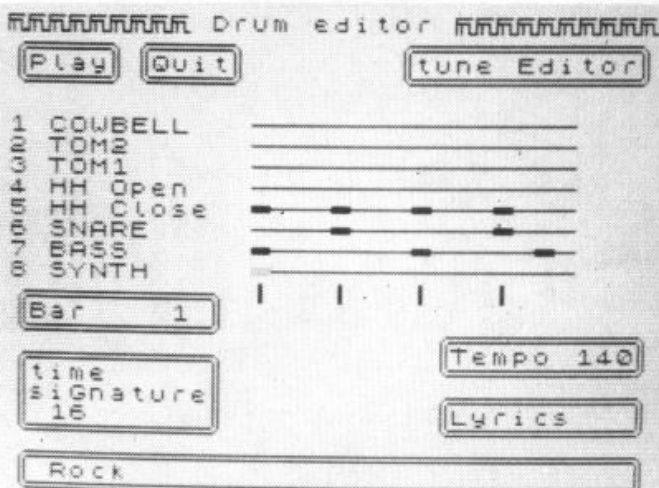 Drum editor
Play Quit tune Editor
1 COWBELL
2 TOM2
3 TOM1
4 HH Open
5 HH Close
6 SNARE
7 BASS
8 SYNTH
Bar 1
Tempo 140
time
siGnature
16
Lyrics
Rock